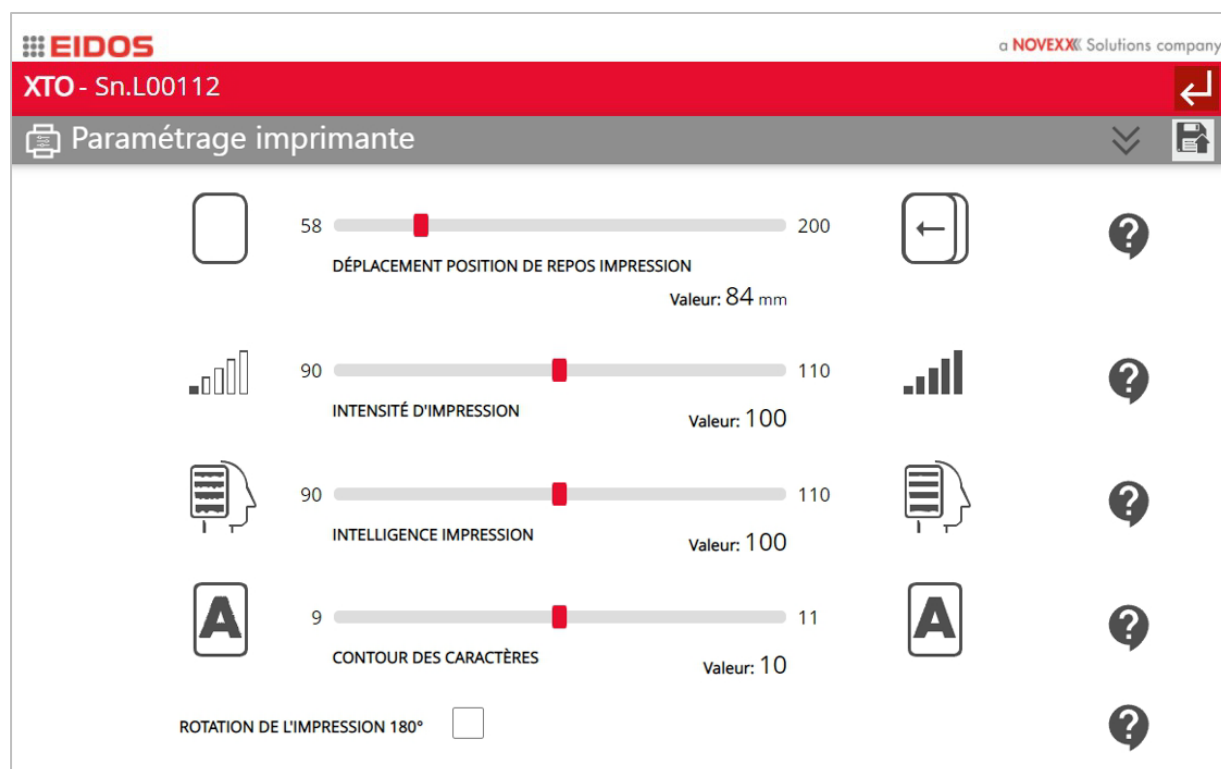 EIDOS
a NOVEXX Solutions company
XTO - Sn.L00112
Paramétrage imprimante
58 200
DÉPLACEMENT POSITION DE REPOS IMPRESSION
Valeur: 84 mm
90 110
INTENSITÉ D'IMPRESSION
Valeur: 100
90 110
INTELLIGENCE IMPRESSION
Valeur: 100
A 9 11 A
CONTOUR DES CARACTÈRES
Valeur: 10
ROTATION DE L'IMPRESSION 180°